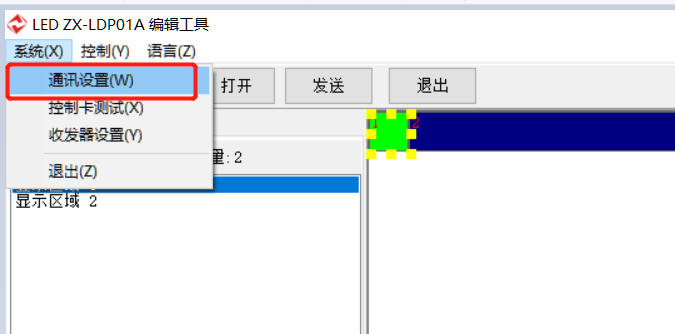 LED ZX-LDP01A 编辑工具
系统(X) 控制(Y) 语言(Z)
通讯设置(W)
打开 发送 退出
控制卡测试(X)
收发器设置(Y)
量:2
退出(Z)
显示区域 2